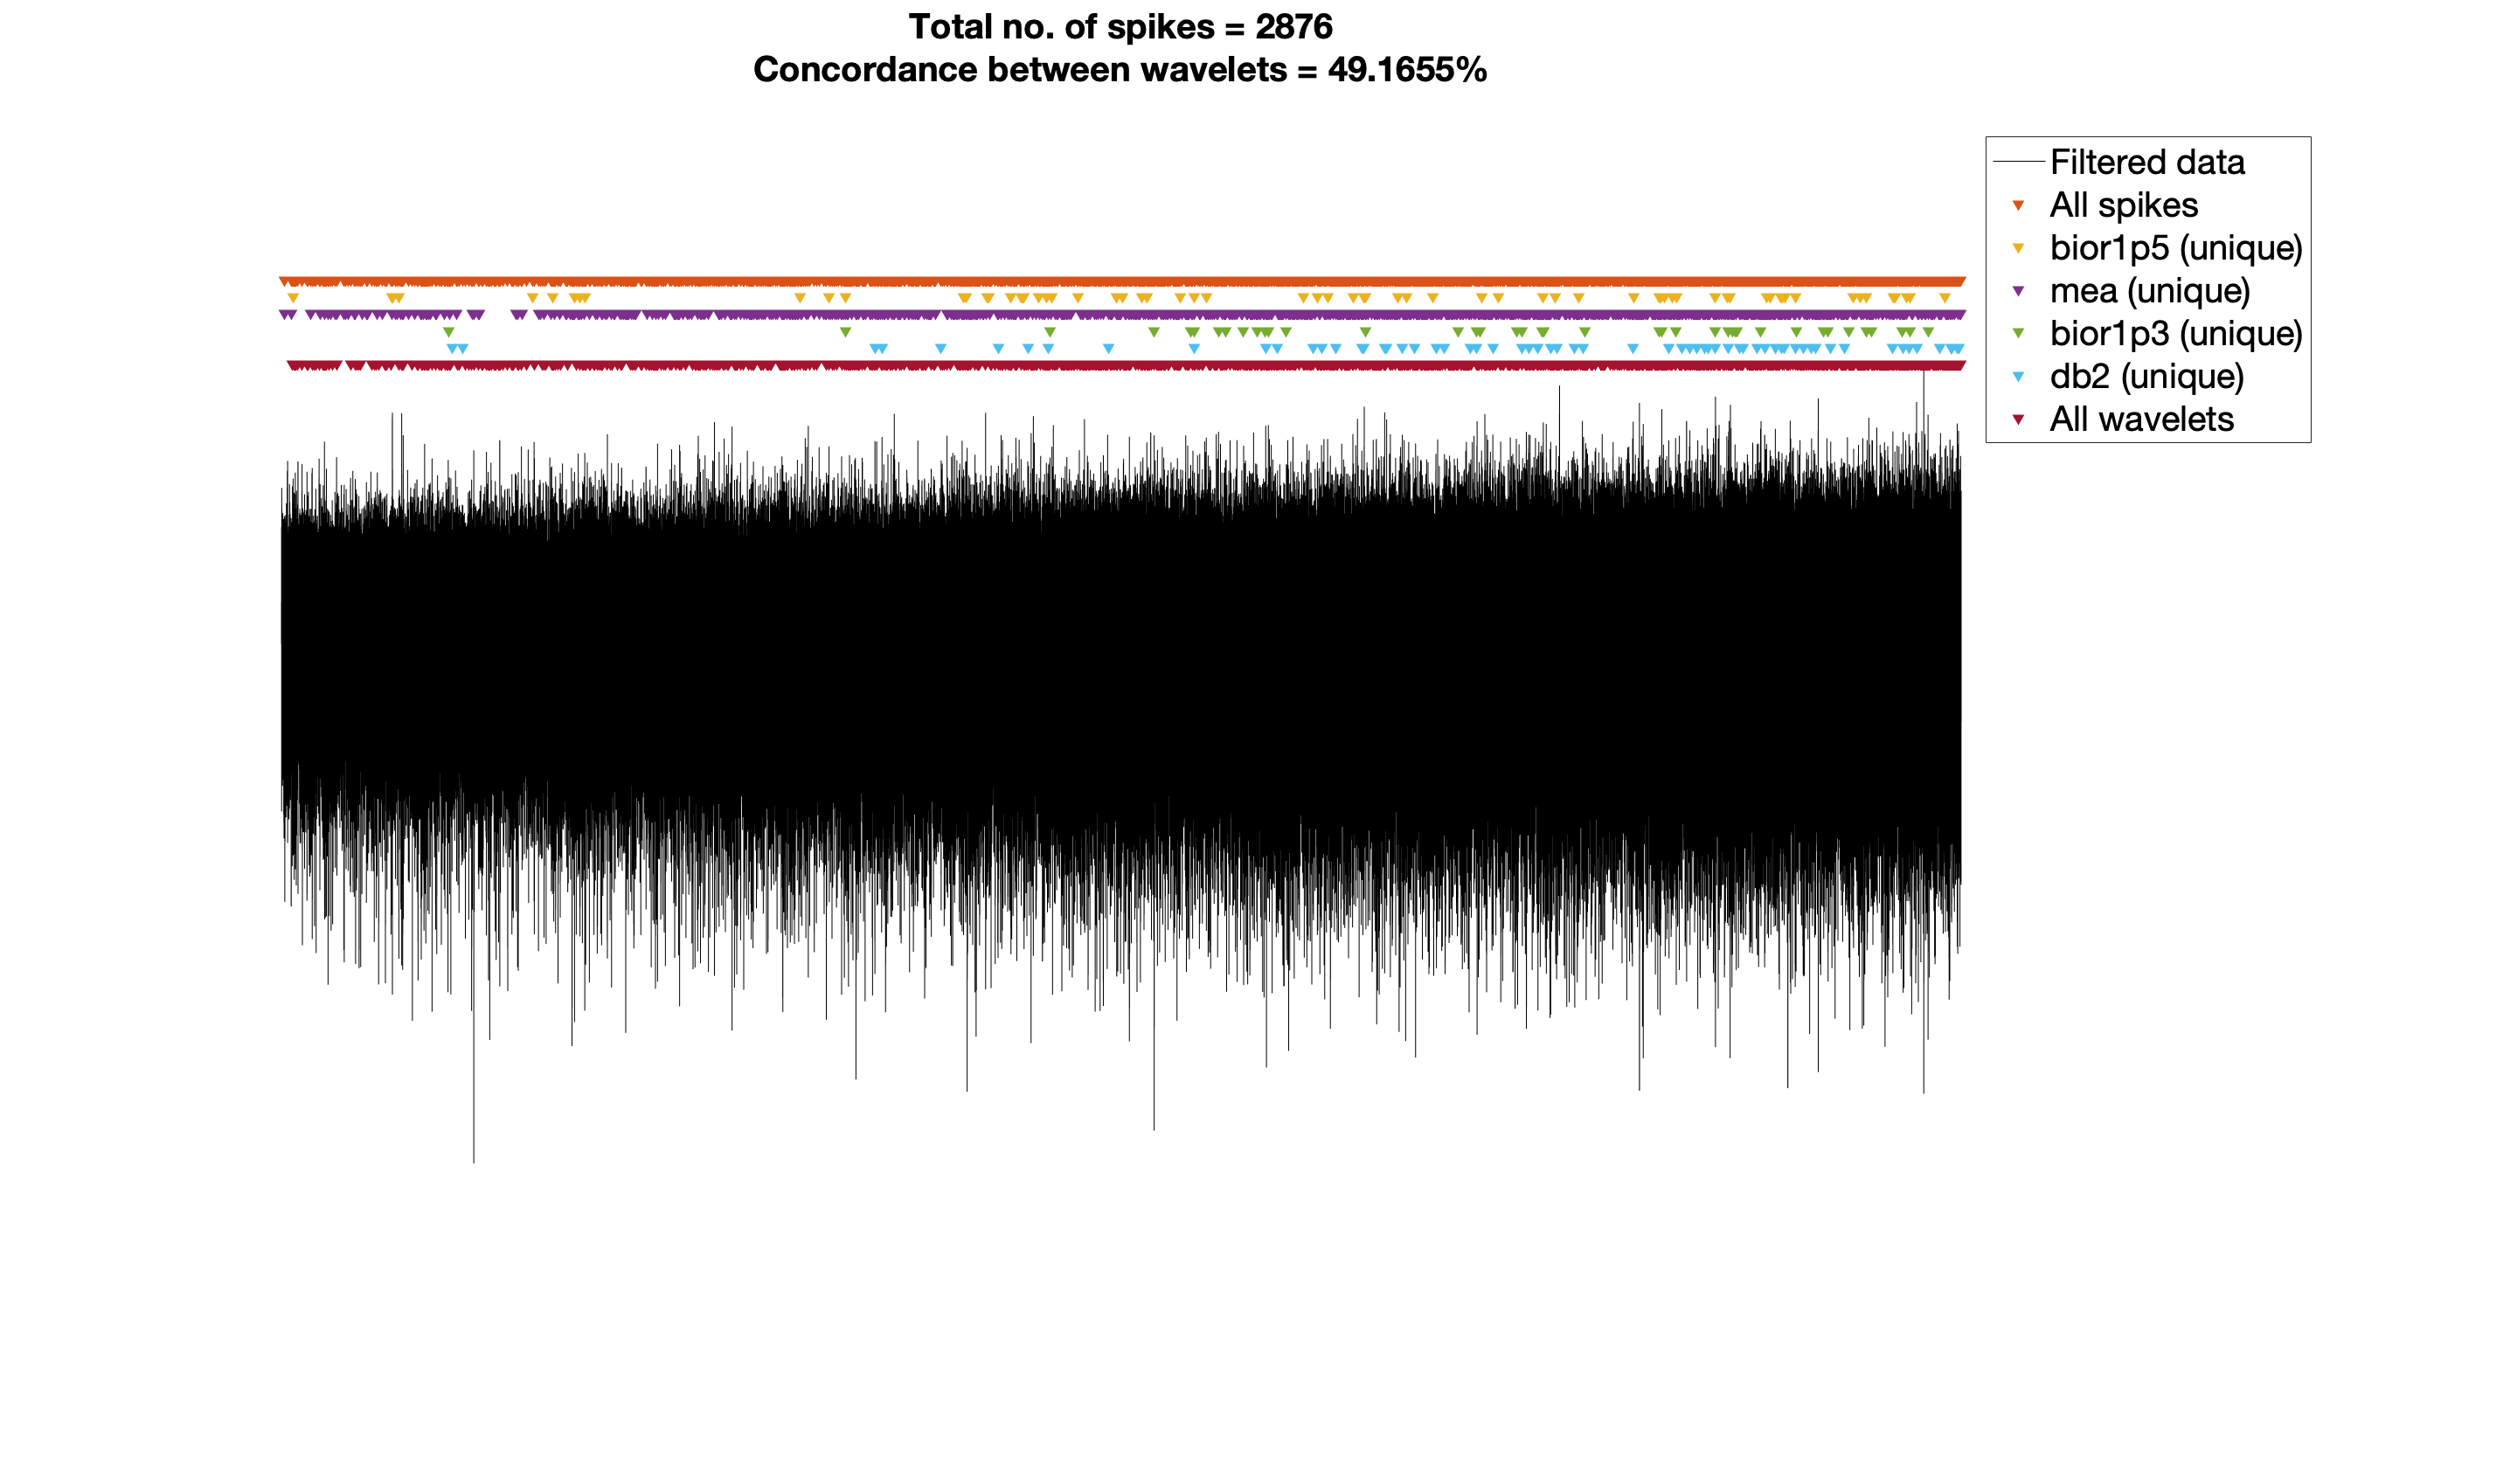 Total no. of spikes = 2876
Concordance between wavelets = 49.1655%
Filtered data
All spikes
bior1p5 (unique)
mea (unique)
bior1p3 (unique)
db2 (unique)
All wavelets